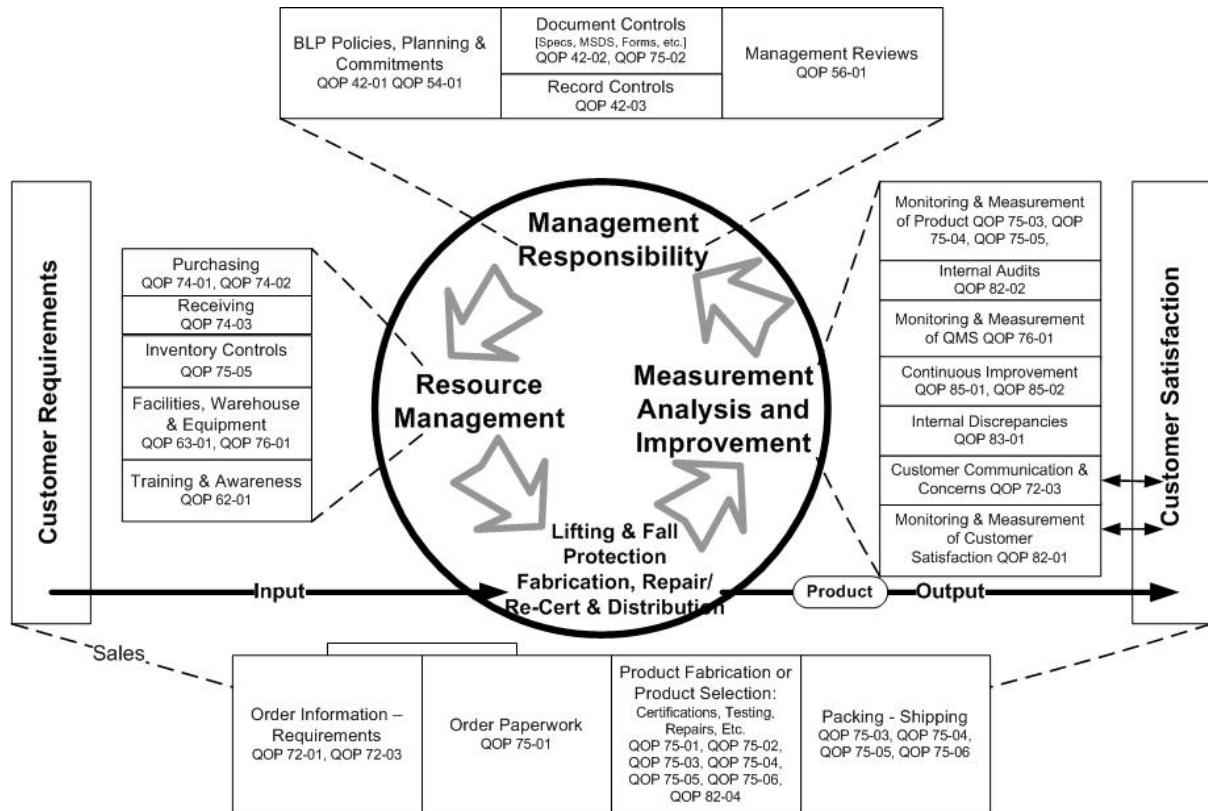 BLP Policies, Planning &
Commitments
QOP 42-01 QOP 54-01
Document Controls
[Specs, MSDS, Forms, etc.]
QOP 42-02, QOP 75-02
Record Controls
QOP 42-03
Management Reviews
QOP 56-01
Customer Requirements
Purchasing
QOP 74-01, QOP 74-02
Receiving
QOP 74-03
Inventory Controls
QOP 75-05
Facilities, Warehouse
& Equipment
QOP 63-01, QOP 76-01
Training & Awareness
QOP 62-01
Management
Responsibility
Resource
Management
Measurement
Analysis and
Improvement
Lifting & Fall
Protection
Fabrication, Repair/
Re-Cert & Distribution
Monitoring & Measurement
of Product QOP 75-03, QOP
75-04, QOP 75-05,
Internal Audits
QOP 82-02
Monitoring & Measurement
of QMS QOP 76-01
Continuous Improvement
QOP 85-01, QOP 85-02
Internal Discrepancies
QOP 83-01
Customer Communication &
Concerns QOP 72-03
Monitoring & Measurement
of Customer
Satisfaction QOP 82-01
Customer Satisfaction
Input
Product
Output
Sales
Order Information –
Requirements
QOP 72-01, QOP 72-03
Order Paperwork
QOP 75-01
Product Fabrication or
Product Selection:
Certifications, Testing,
Repairs, Etc.
QOP 75-01, QOP 75-02,
QOP 75-03, QOP 75-04,
QOP 75-05, QOP 75-06,
QOP 82-04
Packing - Shipping
QOP 75-03, QOP 75-04,
QOP 75-05, QOP 75-06